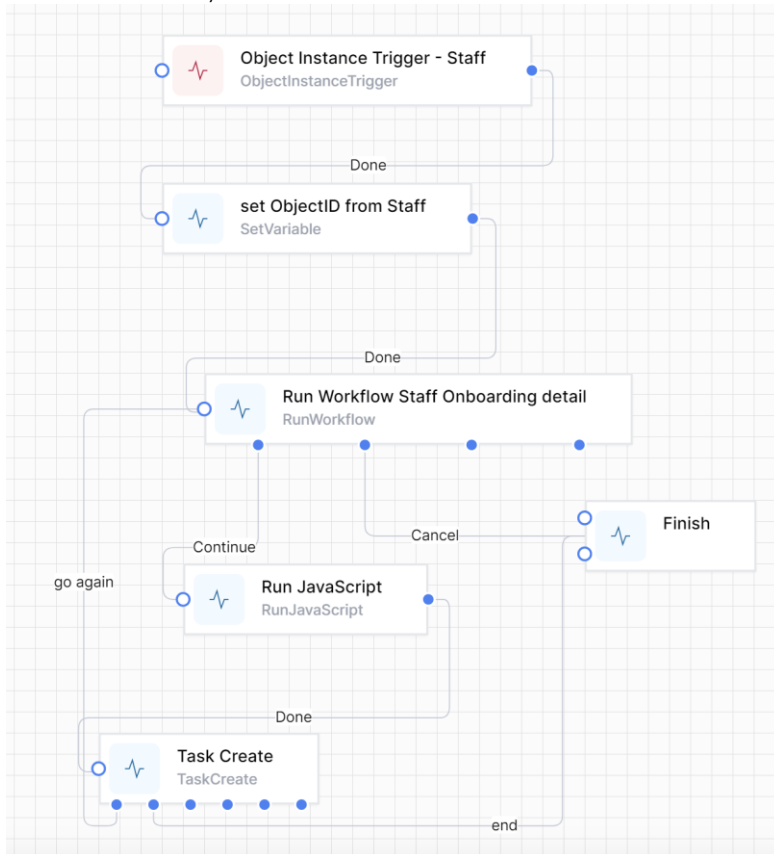 Object Instance Trigger - Staff
ObjectInstanceTrigger
Done
set ObjectID from Staff
SetVariable
Done
Run Workflow Staff Onboarding detail
RunWorkflow
Cancel
Finish
Continue
go again
Run JavaScript
RunJavaScript
Done
Task Create
TaskCreate
end